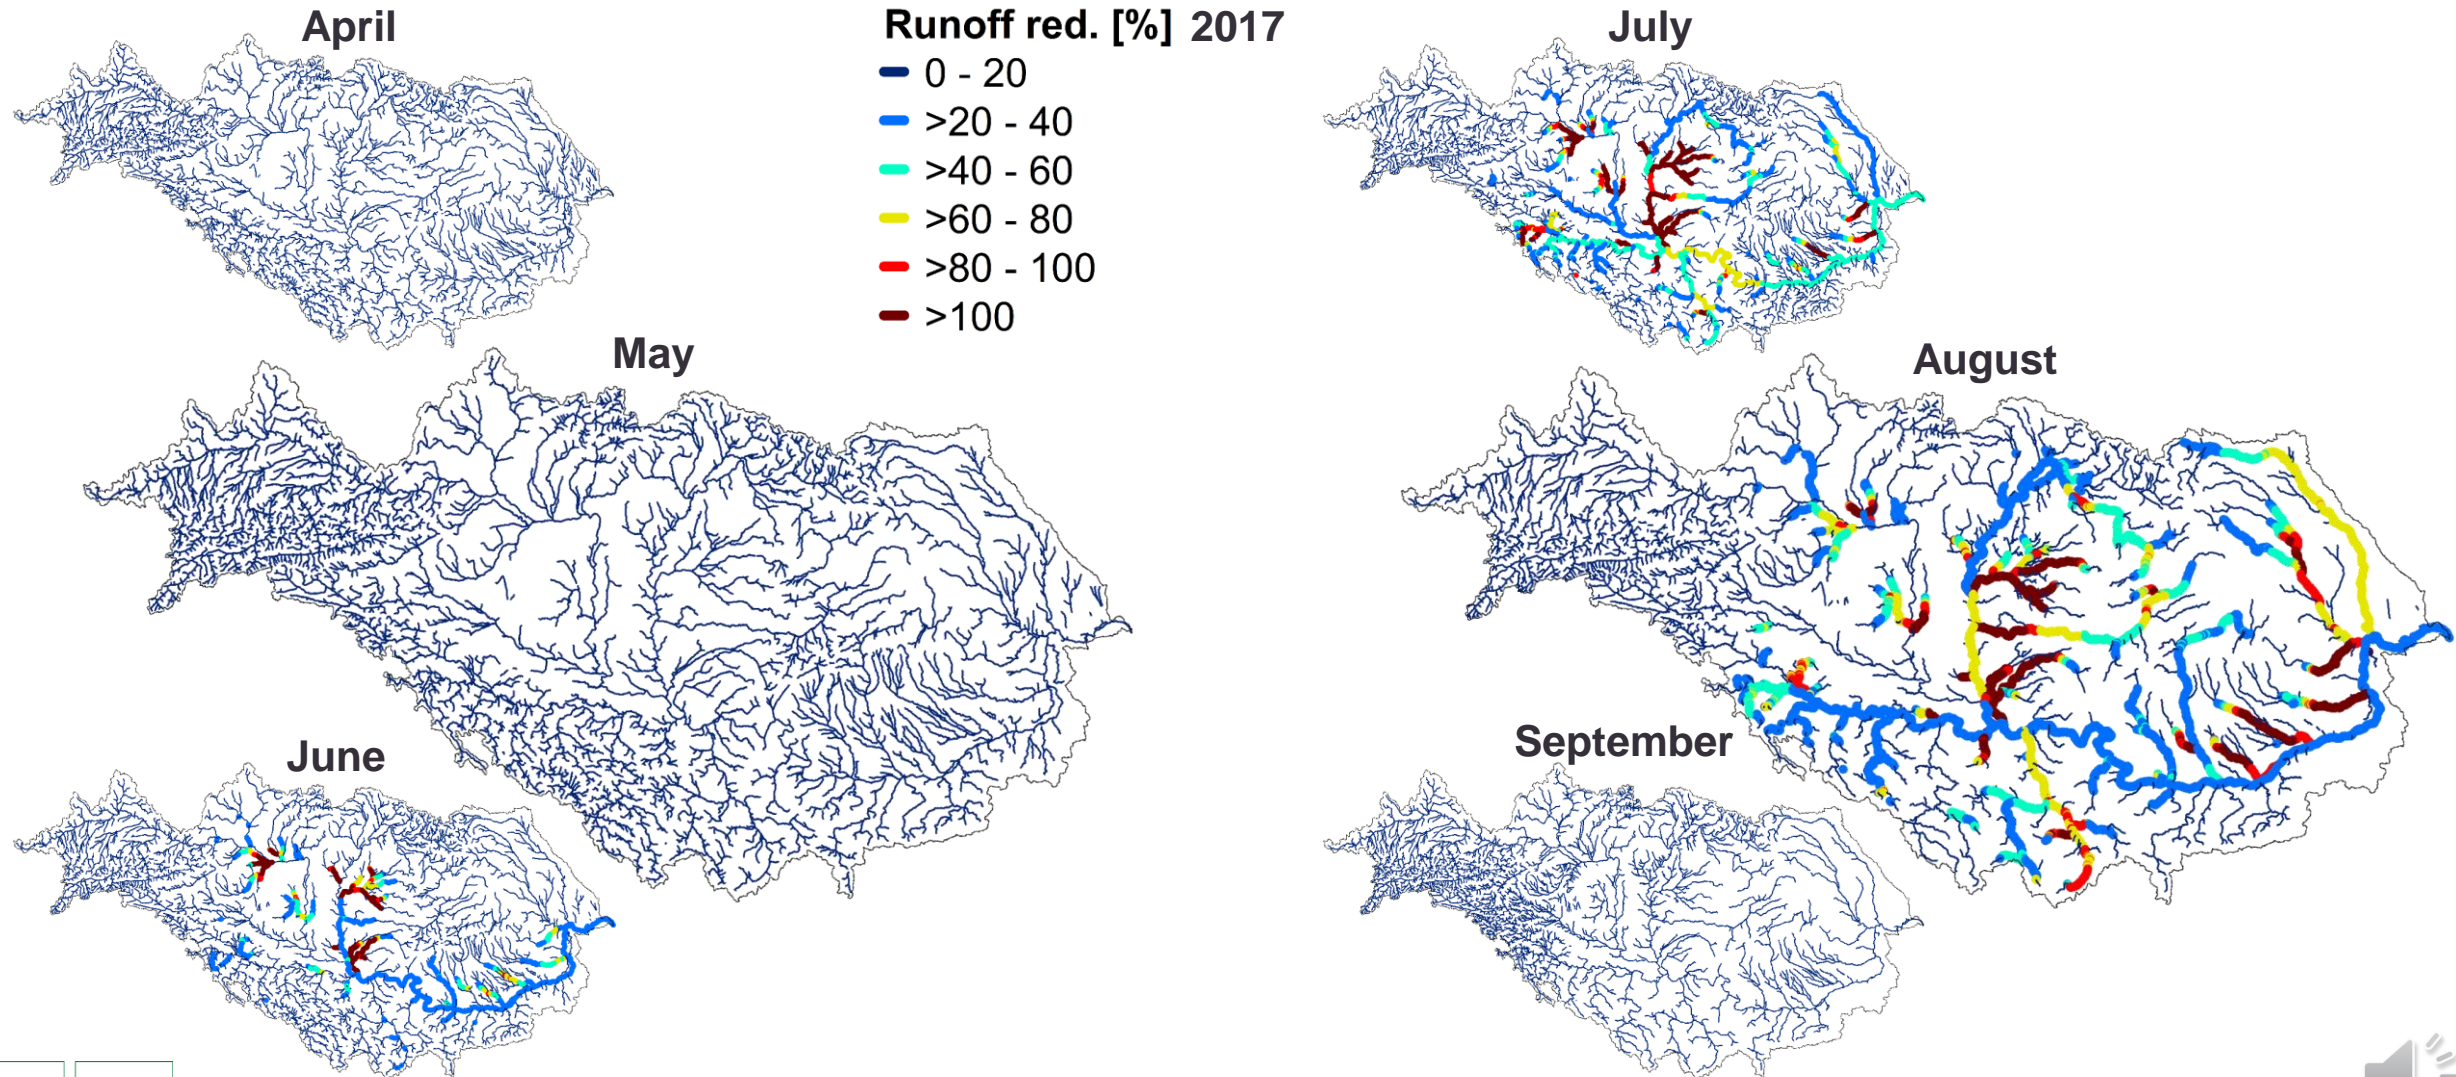 April
Runoff red. [%] 2017
0 - 20
>20 - 40
>40 - 60
>60 - 80
>80 - 100
>100
May
June
July
August
September